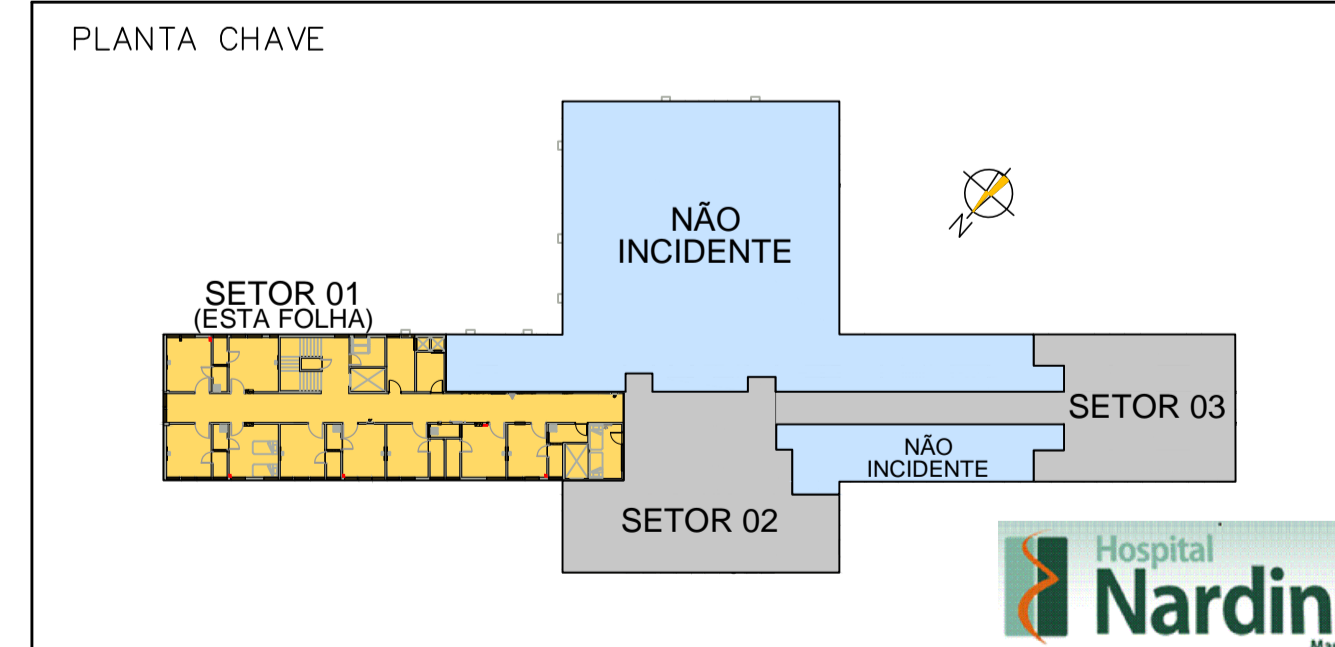 PLANTA CHAVE
NÃO
INCIDENTE
N
SETOR 01
(ESTA FOLHA)
SETOR 03
NÃO
INCIDENTE
SETOR 02
Hospital
Nardin